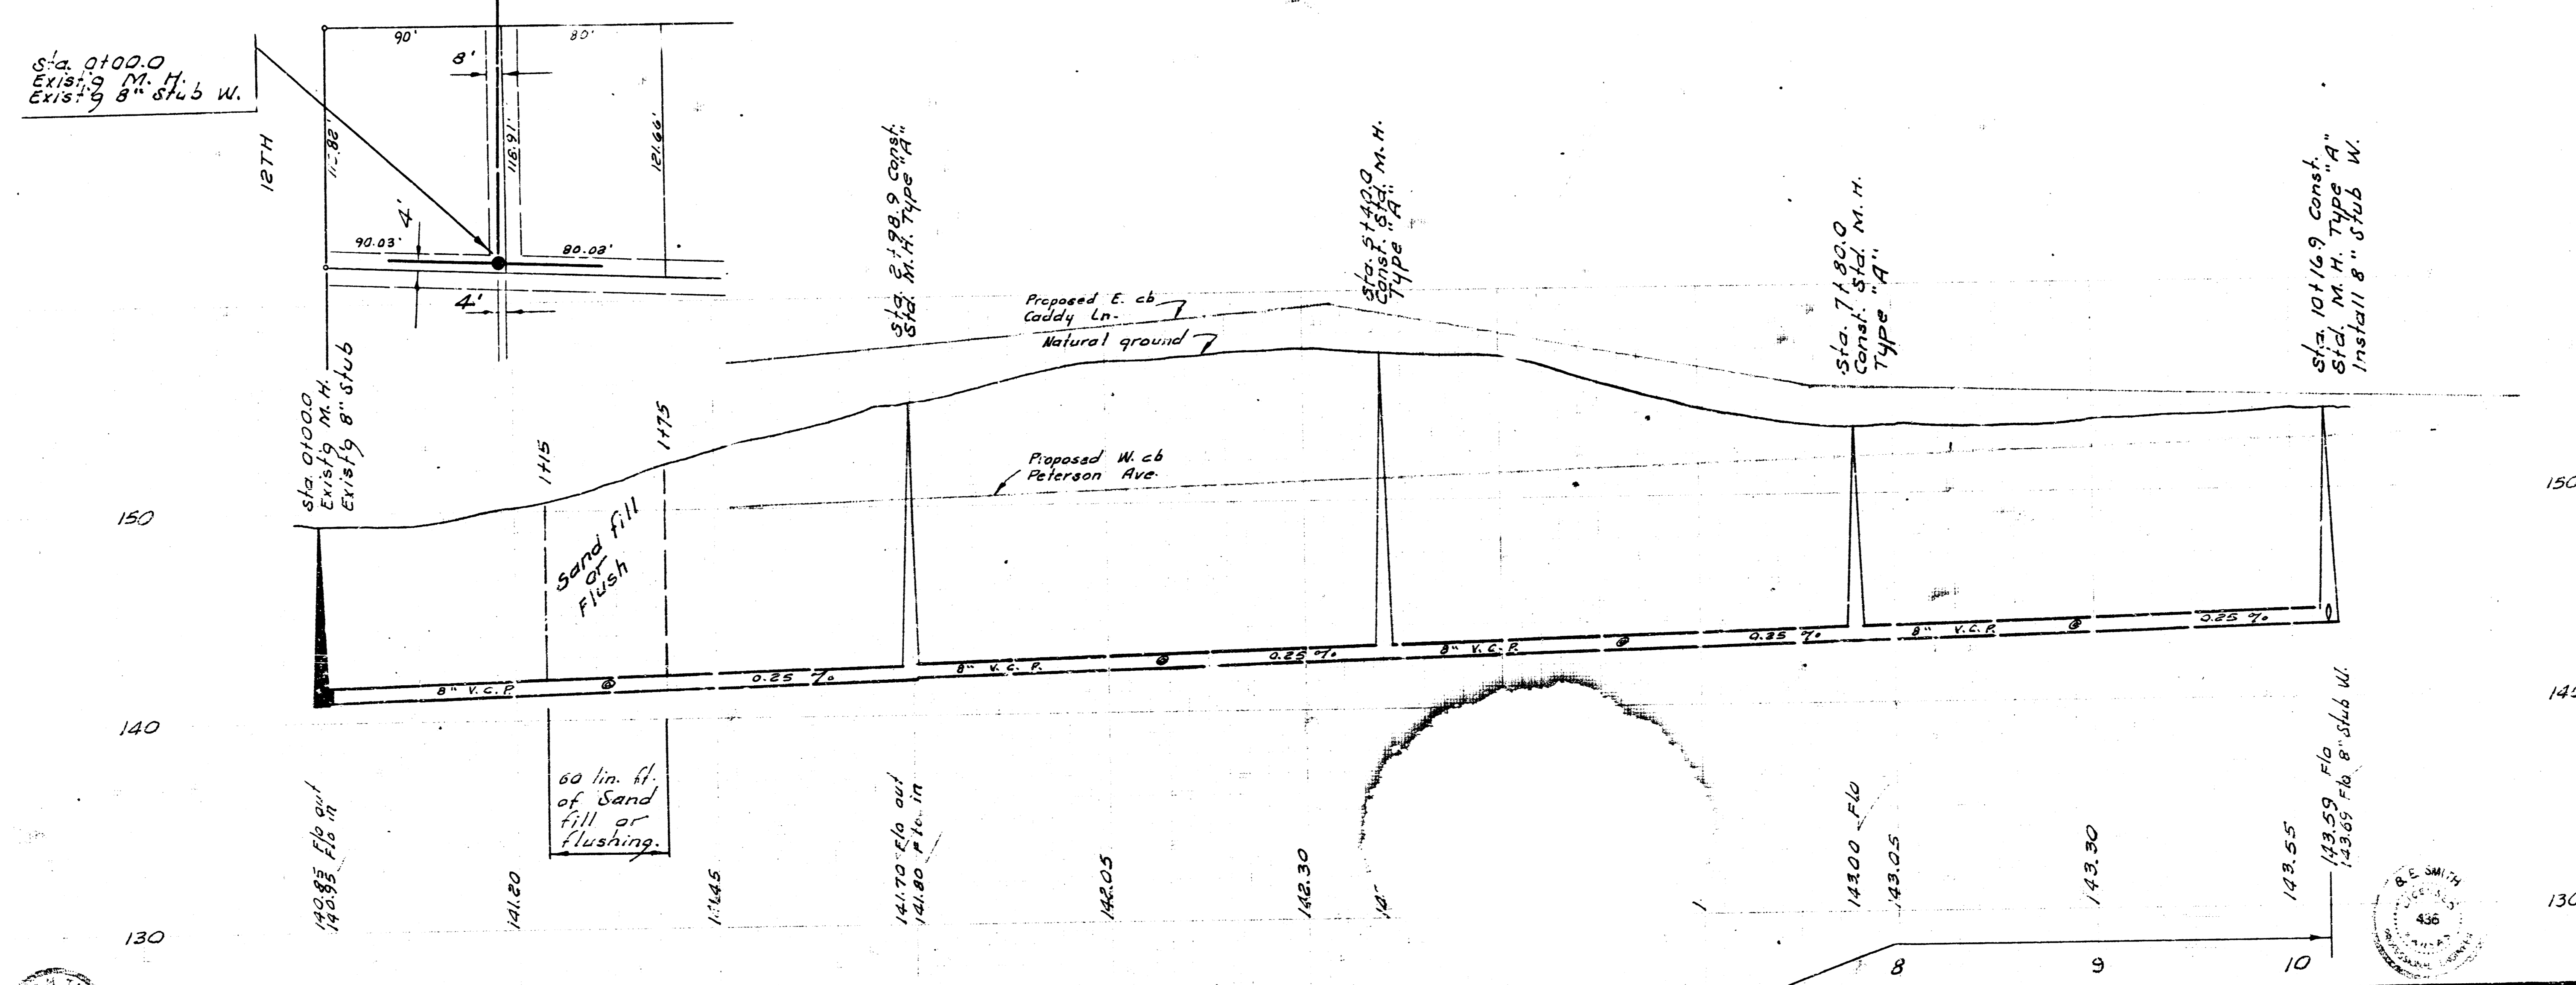 Sta. 0+00.0
Exist'g M. H.
Exist'g 8" Stub W.
90'
80'
8'
12TH
118.91'
121.66'
4'
90.03'
80.03'
4'
Sta. 0+00.0
Exist'g M. H.
Exist'g 8" Stub
1+15
1+75
Sta. 2+98.9 Const.
Std. M.H. Type "A"
Proposed E. cb
Caddy Ln.
Natural ground
Sta. 5+40.0
Const. Std. M.H.
Type "A"
Sta. 7+80.0
Const. Std. M. H.
Type "A"
Sta. 10+16.9 Const.
Std. M. H. Type "A"
Install 8" Stub W.
Proposed W. cb
Peterson Ave.
150
150
Sand fill
or
Flush
8" V.C.P.
0.25 %
8" V.C.P.
0.25 %
8" V.C.P.
0.25 %
8" V.C.P.
0.25 %
140
145
60 lin. ft.
of Sand
fill or
flushing.
140.85 Flo out
140.95 Flo in
141.20
141.45
141.70 Flo out
141.80 Flo in
142.05
142.30
143.00 Flo
143.05
143.30
143.55
143.59 Flo
143.69 Flo 8" Stub W.
130
130
8
9
10
SMITH
LICENSED
436